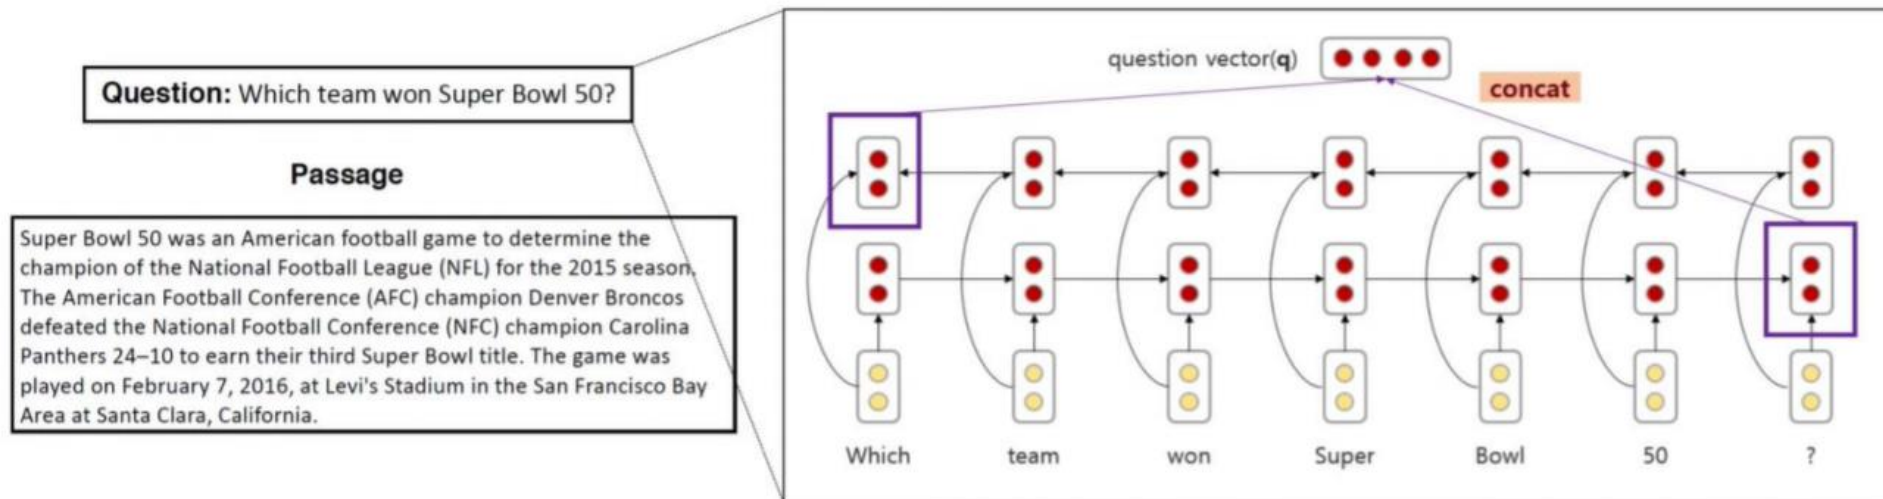 Question: Which team won Super Bowl 50?
Passage
Super Bowl 50 was an American football game to determine the
champion of the National Football League (NFL) for the 2015 season.
The American Football Conference (AFC) champion Denver Broncos
defeated the National Football Conference (NFC) champion Carolina
Panthers 24–10 to earn their third Super Bowl title. The game was
played on February 7, 2016, at Levi's Stadium in the San Francisco Bay
Area at Santa Clara, California.
question vector(q)
concat
Which team won Super Bowl 50 ?